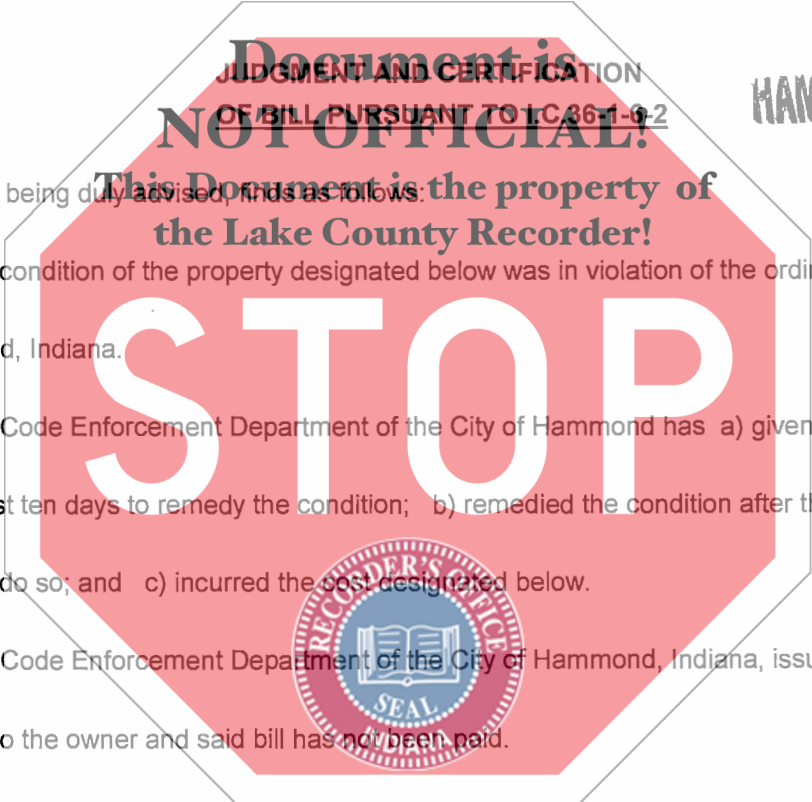 Document is
JUDGMENT AND CERTIFICATION
HAM
NOT OFFICIAL!
OF BILL PURSUANT TO I.C. 36-1-6-2
This Document is the property of
being duly advised, finds as follows:
the Lake County Recorder!
condition of the property designated below was in violation of the ordi
d, Indiana.
STOP
Code Enforcement Department of the City of Hammond has a) given
st ten days to remedy the condition; b) remedied the condition after th
do so; and c) incurred the cost designated below.
RECORDER'S OFFICE
Code Enforcement Department of the City of Hammond, Indiana, issu
SEAL
INDIANA
o the owner and said bill has not been paid.